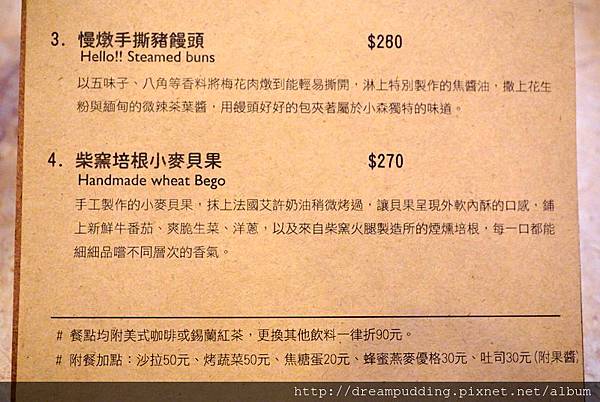 3. 慢燉手撕豬饅頭 $280
Hello!! Steamed buns
以五味子、八角等香料將梅花肉燉到能輕易撕開，淋上特別製作的焦醬油，撒上花生
粉與緬甸的微辣茶葉醬，用饅頭好好的包夾著屬於小森獨特的味道。
4. 柴窯培根小麥貝果 $270
Handmade wheat Bego
手工製作的小麥貝果，抹上法國艾許奶油稍微烤過，讓貝果呈現外軟內酥的口感，鋪
上新鮮牛番茄、爽脆生菜、洋蔥，以及來自柴窯火腿製造所的煙燻培根，每一口都能
細細品嚐不同層次的香氣。
# 餐點均附美式咖啡或錫蘭紅茶，更換其他飲料一律折90元。
# 附餐加點：沙拉50元、烤蔬菜50元、焦糖蛋20元、蜂蜜燕麥優格30元、吐司30元(附果醬)
http://dreampudding.pixnet.net/album